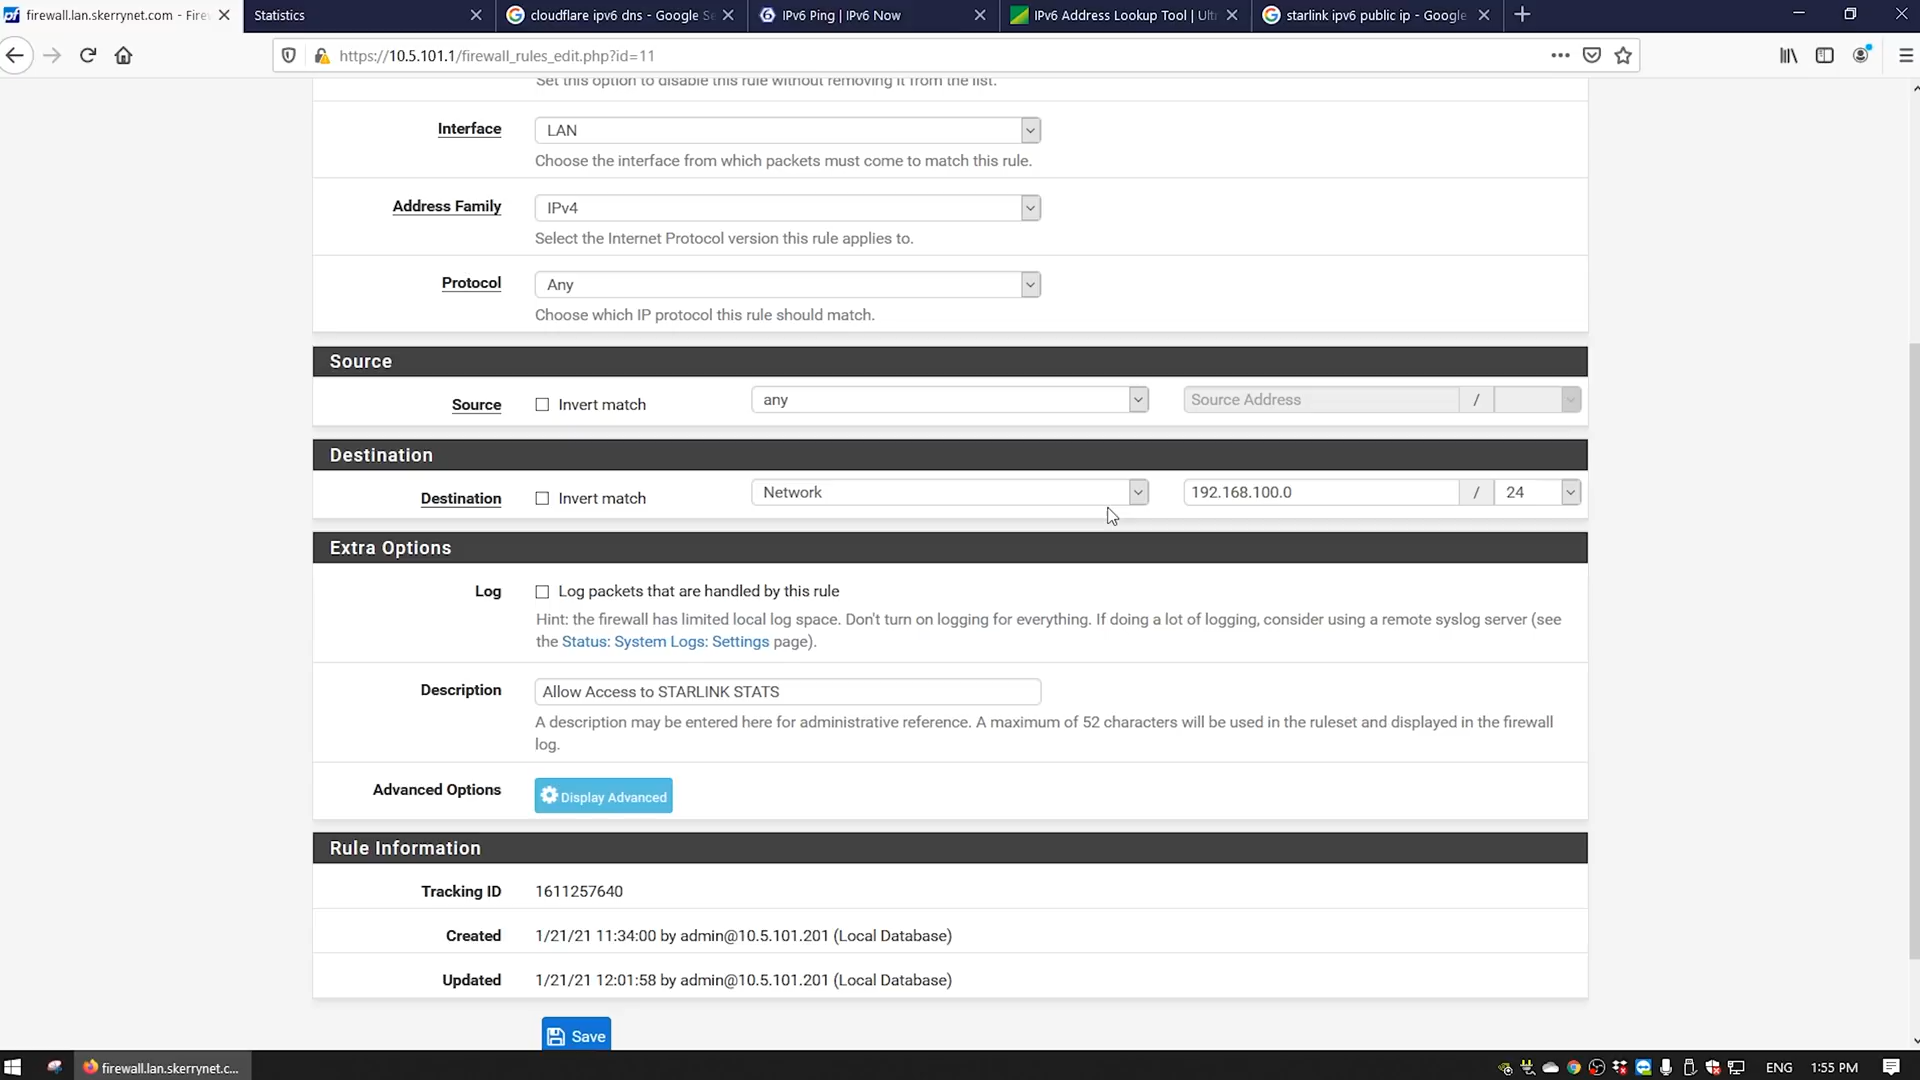 firewall.lan.skerrynet.com - Fire
Statistics
cloudflare ipv6 dns - Google Se
IPv6 Ping | IPv6 Now
IPv6 Address Lookup Tool | Ult
starlink ipv6 public ip - Google
https://10.5.101.1/firewall_rules_edit.php?id=11
Set this option to disable this rule without removing it from the list.
Interface
LAN
Choose the interface from which packets must come to match this rule.
Address Family
IPv4
Select the Internet Protocol version this rule applies to.
Protocol
Any
Choose which IP protocol this rule should match.
Source
Source
Invert match
any
Source Address
/
Destination
Destination
Invert match
Network
192.168.100.0
/
24
Extra Options
Log
Log packets that are handled by this rule
Hint: the firewall has limited local log space. Don't turn on logging for everything. If doing a lot of logging, consider using a remote syslog server (see
the Status: System Logs: Settings page).
Description
Allow Access to STARLINK STATS
A description may be entered here for administrative reference. A maximum of 52 characters will be used in the ruleset and displayed in the firewall
log.
Advanced Options
Display Advanced
Rule Information
Tracking ID
1611257640
Created
1/21/21 11:34:00 by admin@10.5.101.201 (Local Database)
Updated
1/21/21 12:01:58 by admin@10.5.101.201 (Local Database)
Save
firewall.lan.skerrynet.c...
ENG
1:55 PM